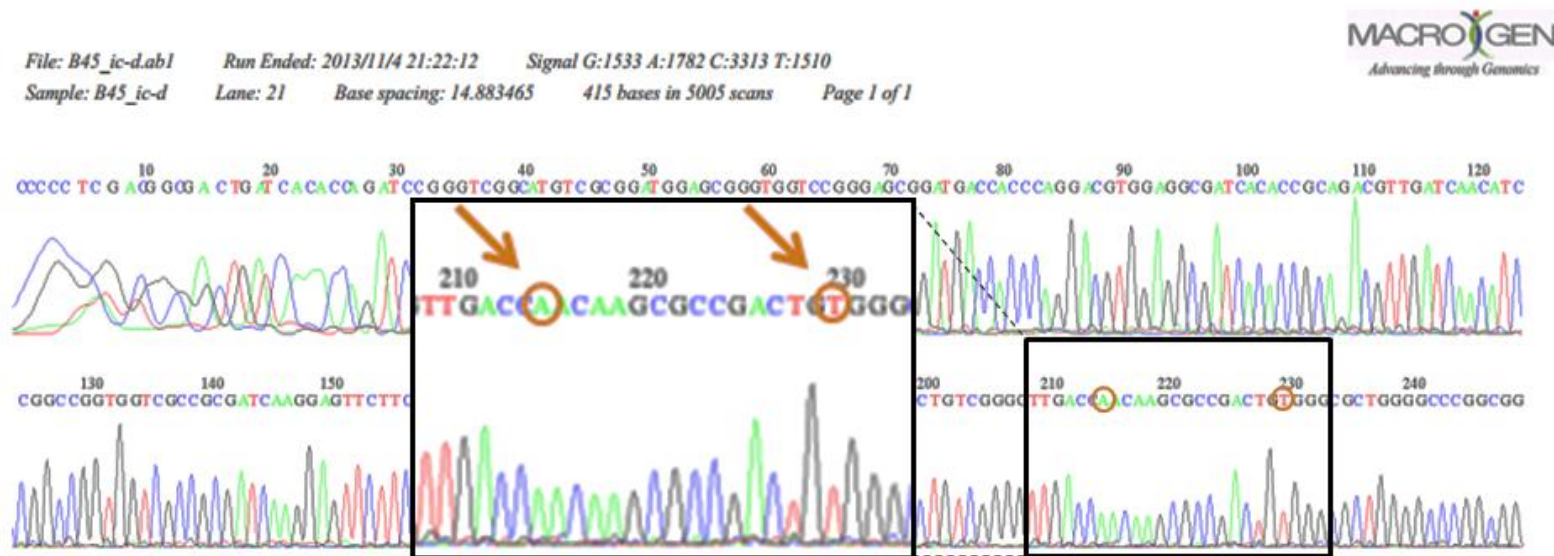 MACROGEN
Advancing through Genomics
File: B45_ic-d.ab1 Run Ended: 2013/11/4 21:22:12 Signal G:1533 A:1782 C:3313 T:1510
Sample: B45_ic-d Lane: 21 Base spacing: 14.883465 415 bases in 5005 scans Page 1 of 1
10 20 30 40 50 60 70 80 90 100 110 120
CCCCC T C G ACGGGCG A CTGATCACACCAGATCCGGGTCGGCATGTCGCGGATGGAGCGGGTGGTCCGGGAGCGGATGACCACCCAGGACGTGGAGGCGATCACACCGCAGACGTTGATCAACATC
210 220 230
TTGACCAACAAGCGCCGACTGTGGG
130 140 150 200 210 220 230 240
CGGCCGGTGGTCGCCGCGATCAAGGAGTTCTTC CTGTCGGGCTTGACCAACAAGCGCCGACTGTGGGCGCTGGGGCCCGGCGG